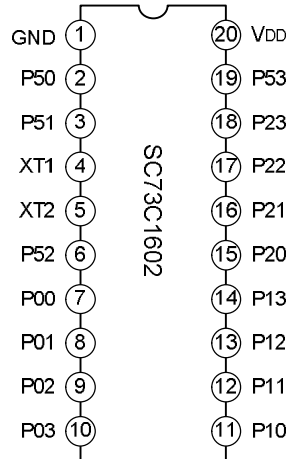 GND 1 20 VDD
P50 2 19 P53
P51 3 18 P23
XT1 4 17 P22
XT2 5 16 P21
P52 6 15 P20
P00 7 14 P13
P01 8 13 P12
P02 9 12 P11
P03 10 11 P10
SC73C1602